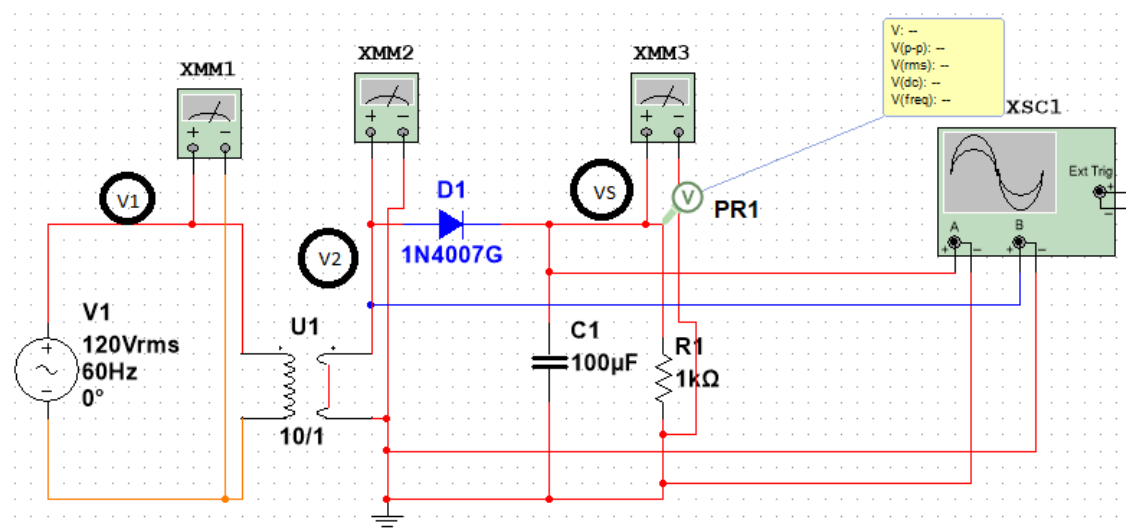 V: --
V(p-p): --
V(rms): --
V(dc): --
V(freq): --
XMM1
XMM2
XMM3
XSC1
+ −
+ −
+ −
Ext Trig
+
−
A
B
+ −
+ −
V1
D1
VS
V
PR1
1N4007G
V2
V1
120Vrms
60Hz
0°
+
−
U1
10/1
C1
100µF
R1
1kΩ